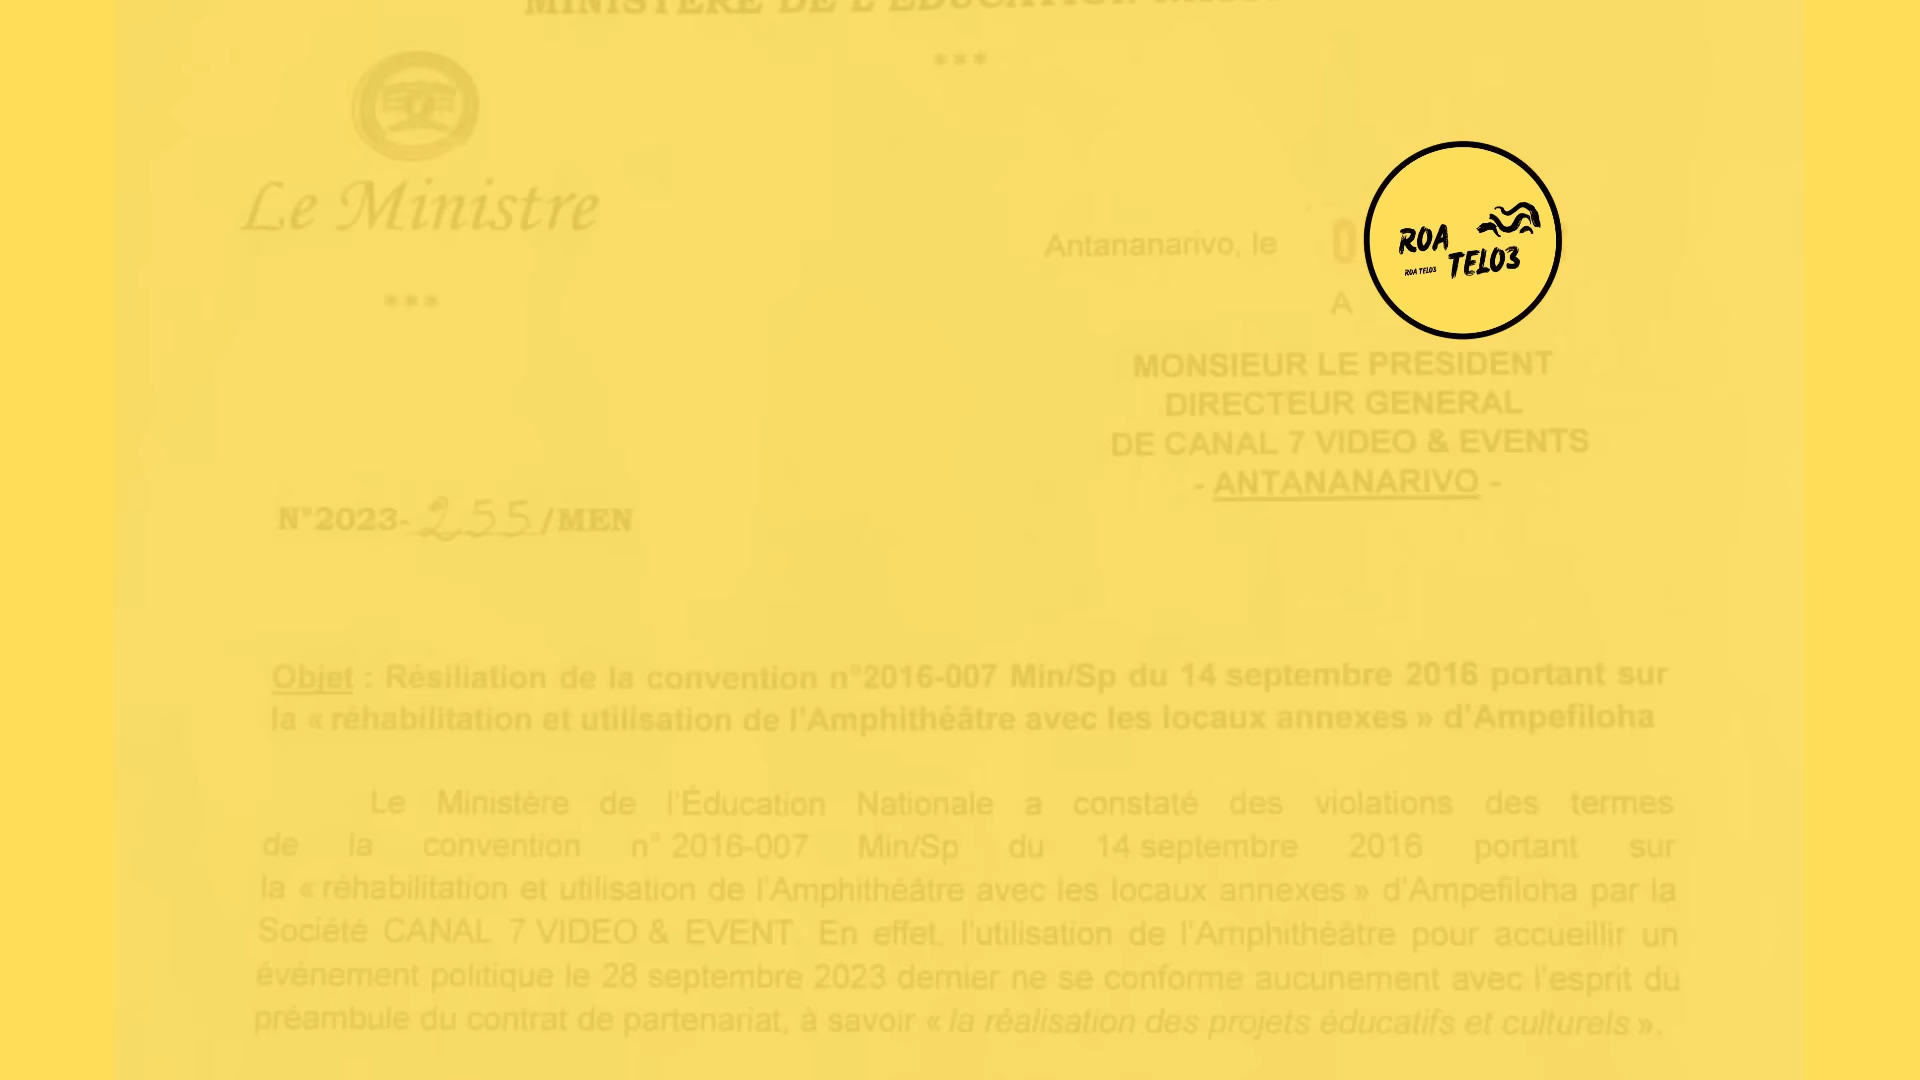 MINISTÈRE DE L'ÉDUCATION
***
Le Ministre
***
Antananarivo, le 0
A
ROA
TELO3
ROA TELO3
MONSIEUR LE PRESIDENT
DIRECTEUR GENERAL
DE CANAL 7 VIDEO & EVENTS
- ANTANANARIVO -
N°2023- 255/MEN
Objet : Résiliation de la convention n°2016-007 Min/Sp du 14 septembre 2016 portant sur
la « réhabilitation et utilisation de l'Amphithéâtre avec les locaux annexes » d'Ampefiloha
Le Ministère de l'Éducation Nationale a constaté des violations des termes
de la convention n° 2016-007 Min/Sp du 14 septembre 2016 portant sur
la « réhabilitation et utilisation de l'Amphithéâtre avec les locaux annexes » d'Ampefiloha par la
Société CANAL 7 VIDEO & EVENT. En effet, l'utilisation de l'Amphithéâtre pour accueillir un
événement politique le 28 septembre 2023 dernier ne se conforme aucunement avec l'esprit du
préambule du contrat de partenariat, à savoir « la réalisation des projets éducatifs et culturels ».